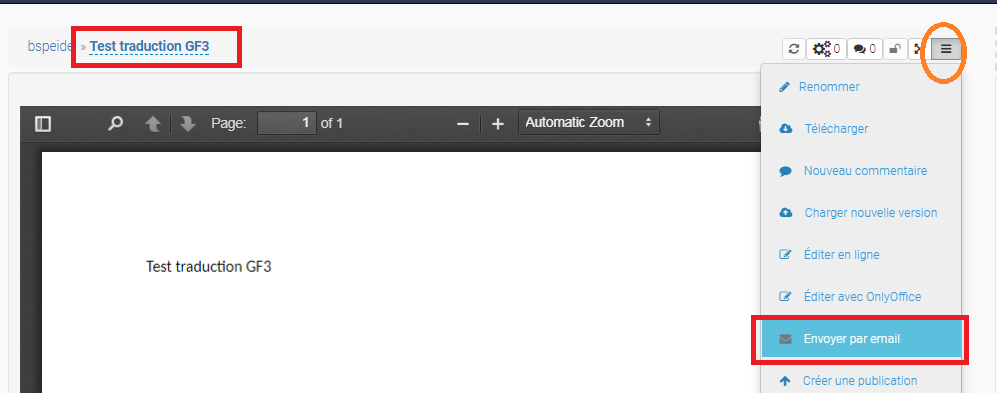 bspeide » Test traduction GF3
0 0
Page: 1 of 1 Automatic Zoom
Test traduction GF3
Renommer
Télécharger
Nouveau commentaire
Charger nouvelle version
Éditer en ligne
Éditer avec OnlyOffice
Envoyer par email
Créer une publication